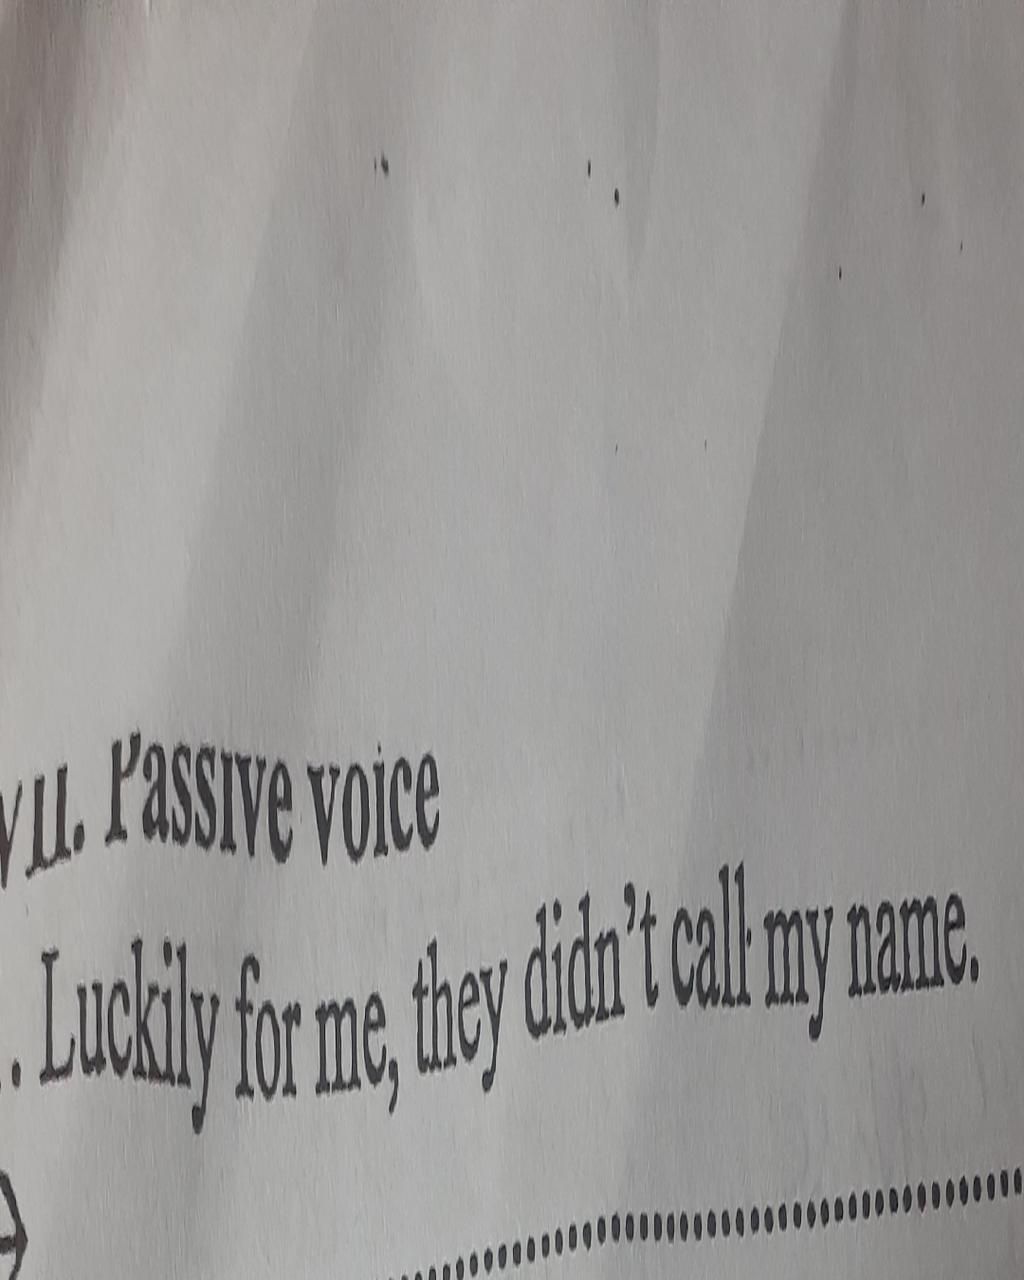 VII. Passive voice
. Luckily for me, they didn't call my name.
................................................